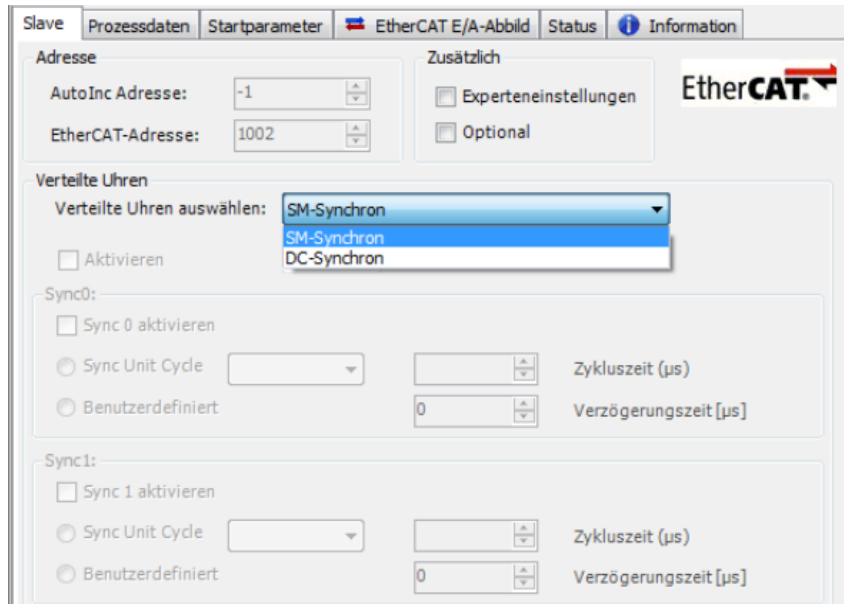 Slave Prozessdaten Startparameter EtherCAT E/A-Abbild Status Information
Adresse Zusätzlich
AutoInc Adresse: -1 Experteneinstellungen EtherCAT.
EtherCAT-Adresse: 1002 Optional
Verteilte Uhren
Verteilte Uhren auswählen: SM-Synchron
SM-Synchron
DC-Synchron
Aktivieren
Sync0:
Sync 0 aktivieren
Sync Unit Cycle Zykluszeit (µs)
Benutzerdefiniert 0 Verzögerungszeit[µs]
Sync1:
Sync 1 aktivieren
Sync Unit Cycle Zykluszeit (µs)
Benutzerdefiniert 0 Verzögerungszeit[µs]